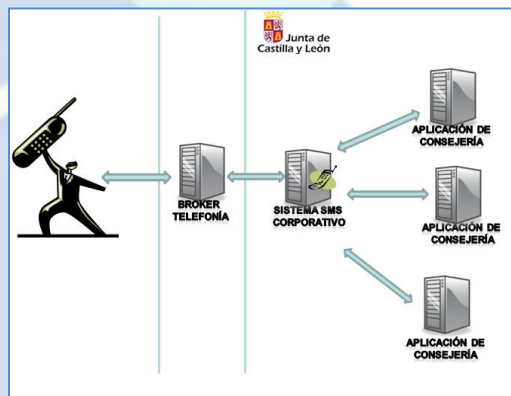 Junta de
Castilla y León
APLICACIÓN DE
CONSEJERÍA
BROKER
TELEFONÍA
SISTEMA SMS
CORPORATIVO
APLICACIÓN DE
CONSEJERÍA
APLICACIÓN DE
CONSEJERÍA